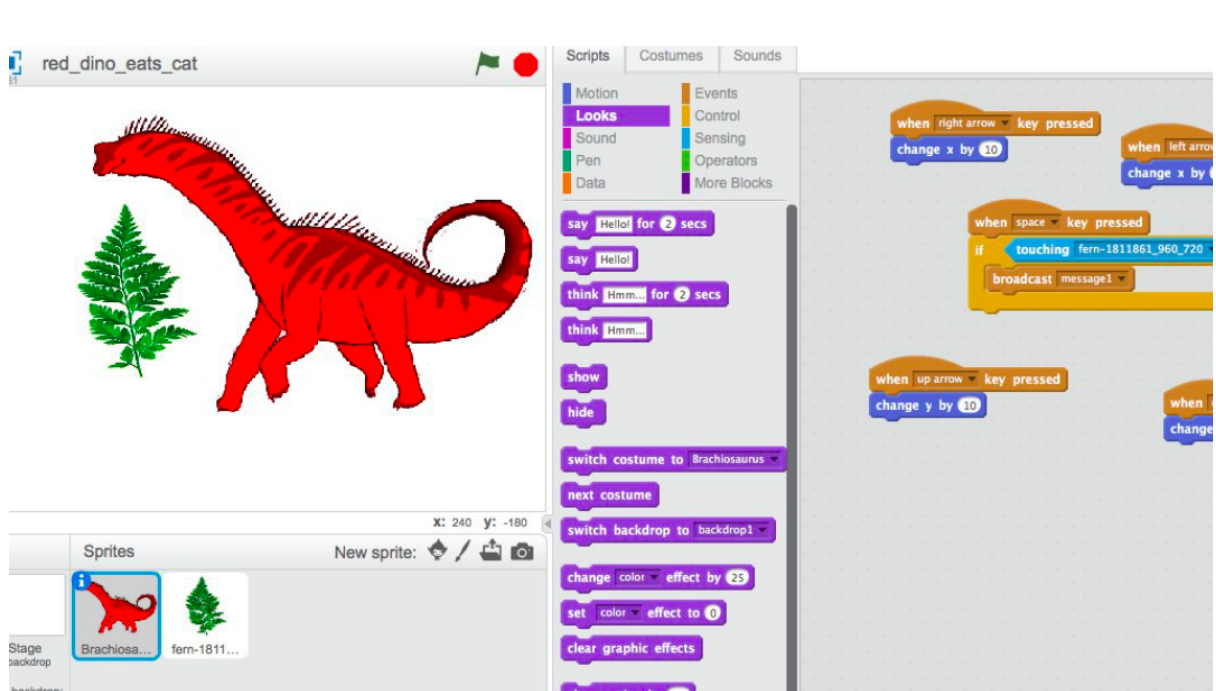 red_dino_eats_cat
Scripts Costumes Sounds
Motion Events
Looks Control
Sound Sensing
Pen Operators
Data More Blocks
say Hello! for 2 secs
say Hello!
think Hmm... for 2 secs
think Hmm...
show
hide
switch costume to Brachiosaurus
next costume
switch backdrop to backdrop1
change color effect by 25
set color effect to 0
clear graphic effects
when right arrow key pressed
change x by 10
when left arrow
change x by
when space key pressed
if touching fern-1811861_960_720
broadcast message1
when up arrow key pressed
change y by 10
when
change
X: 240 y: -180
Sprites New sprite:
Brachiosa... fern-1811...
Stage
backdrop